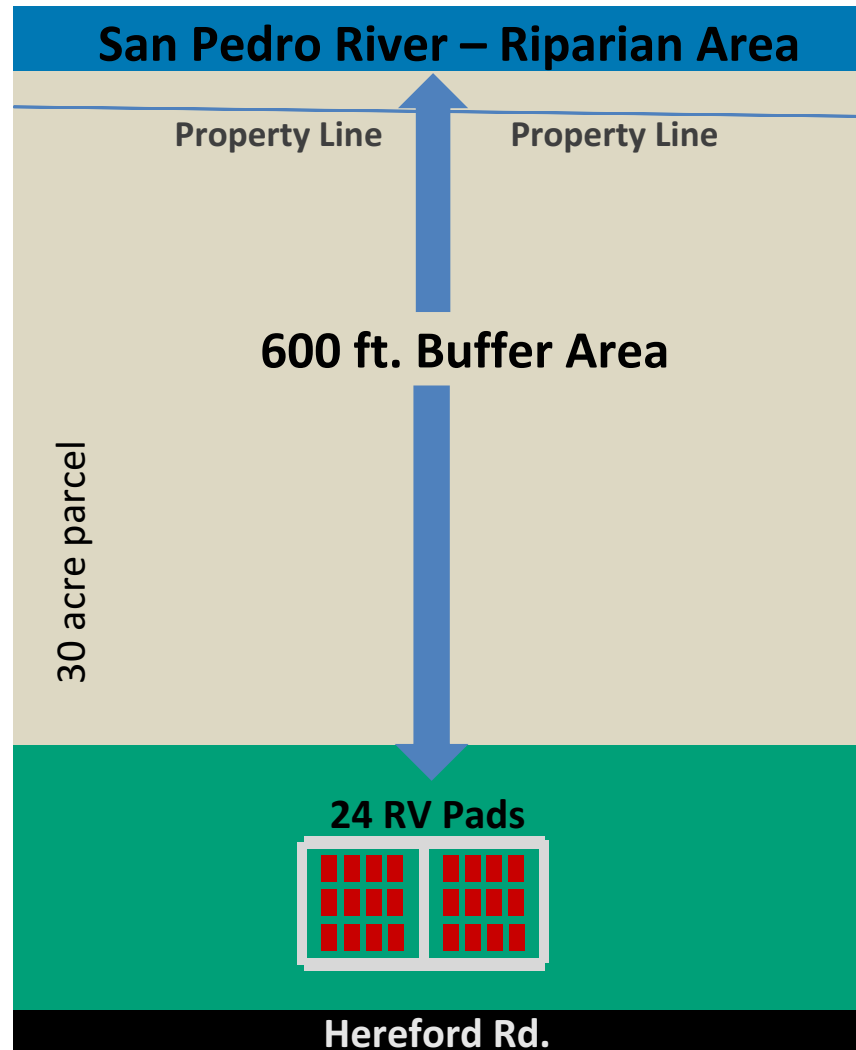 San Pedro River – Riparian Area
Property Line Property Line
600 ft. Buffer Area
30 acre parcel
24 RV Pads
Hereford Rd.